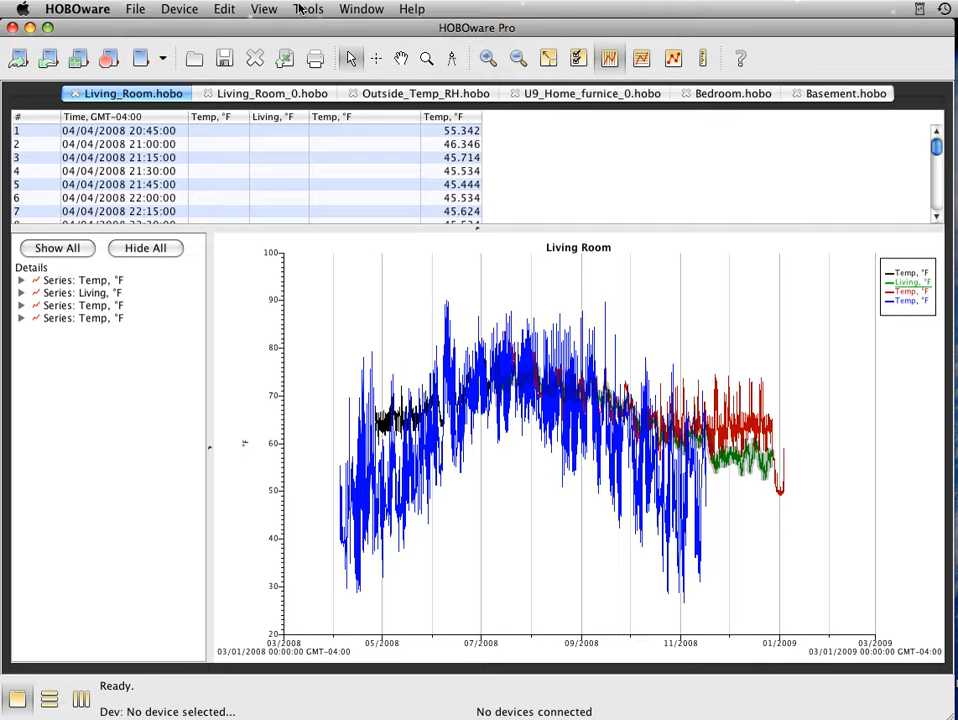 HOBOware File Device Edit View Tools Window Help
HOBOware Pro
Living_Room.hobo Living_Room_0.hobo Outside_Temp_RH.hobo U9_Home_furnice_0.hobo Bedroom.hobo Basement.hobo
# Time, GMT-04:00 Temp, °F Living, °F Temp, °F Temp, °F
1 04/04/2008 20:45:00 55.342
2 04/04/2008 21:00:00 46.346
3 04/04/2008 21:15:00 45.714
4 04/04/2008 21:30:00 45.534
5 04/04/2008 21:45:00 45.444
6 04/04/2008 22:00:00 45.534
7 04/04/2008 22:15:00 45.624
Show All Hide All
Details
Series: Temp, °F
Series: Living, °F
Series: Temp, °F
Series: Temp, °F
Living Room
100
90
80
70
60
50
40
30
20
°F
Temp, °F
Living, °F
Temp, °F
Temp, °F
03/2008 05/2008 07/2008 09/2008 11/2008 01/2009 03/2009
03/01/2008 00:00:00 GMT-04:00 03/01/2009 00:00:00 GMT-04:00
Ready.
Dev: No device selected... No devices connected